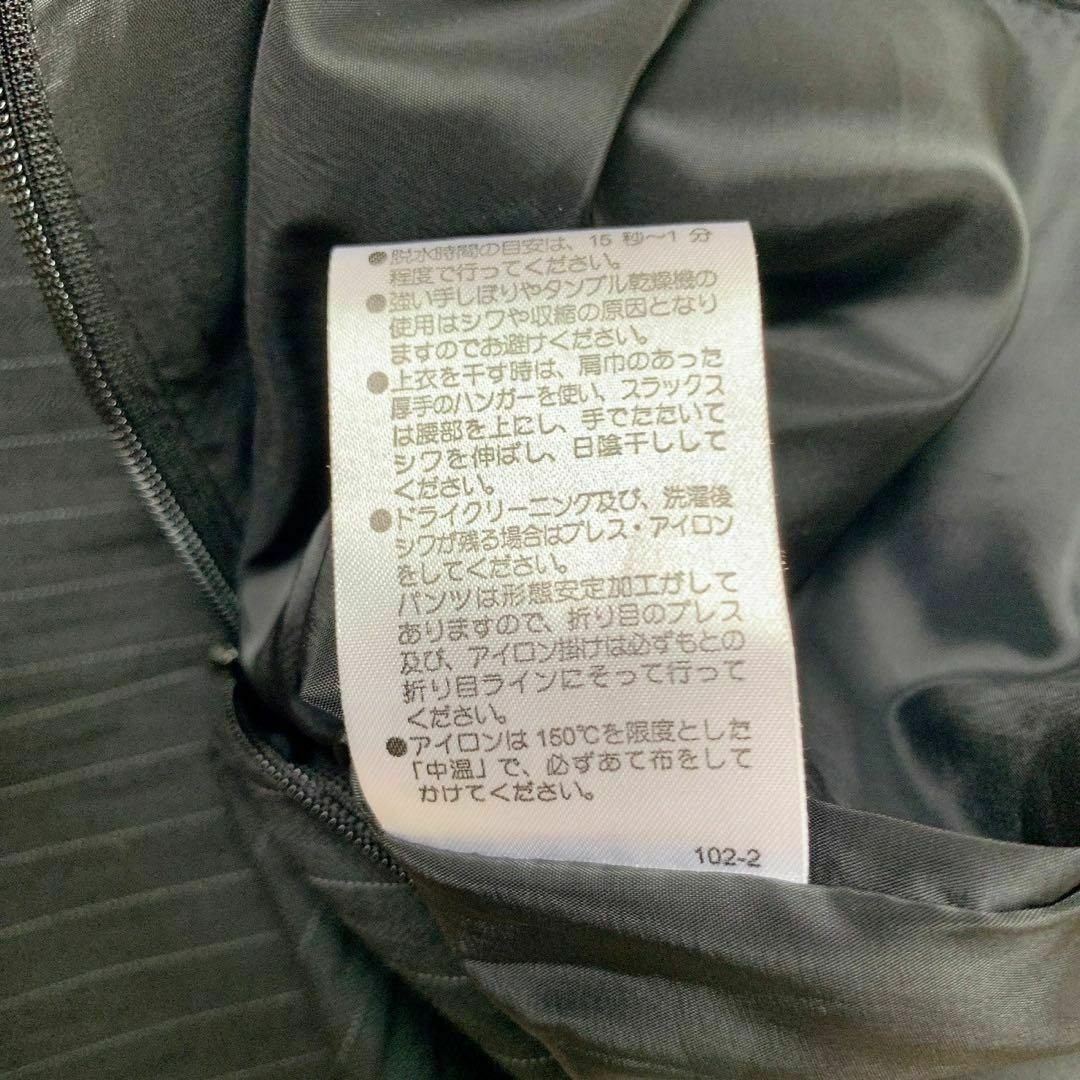 ●脱水時間の目安は、15 秒〜1 分
程度で行ってください。
●強い手しぼりやタンブル乾燥機の
使用はシワや収縮の原因となり
ますのでお避けください。
●上衣を干す時は、肩巾のあった
厚手のハンガーを使い、スラックス
は腰部を上にし、手でたたいて
シワを伸ばし、日陰干しして
ください。
●ドライクリーニング及び、洗濯後
シワが残る場合はプレス・アイロン
をしてください。
パンツは形態安定加工がして
ありますので、折り目のプレス
及び、アイロン掛けは必ずもとの
折り目ラインにそって行って
ください。
●アイロンは 150℃を限度とした
「中温」で、必ずあて布をして
かけてください。
102-2